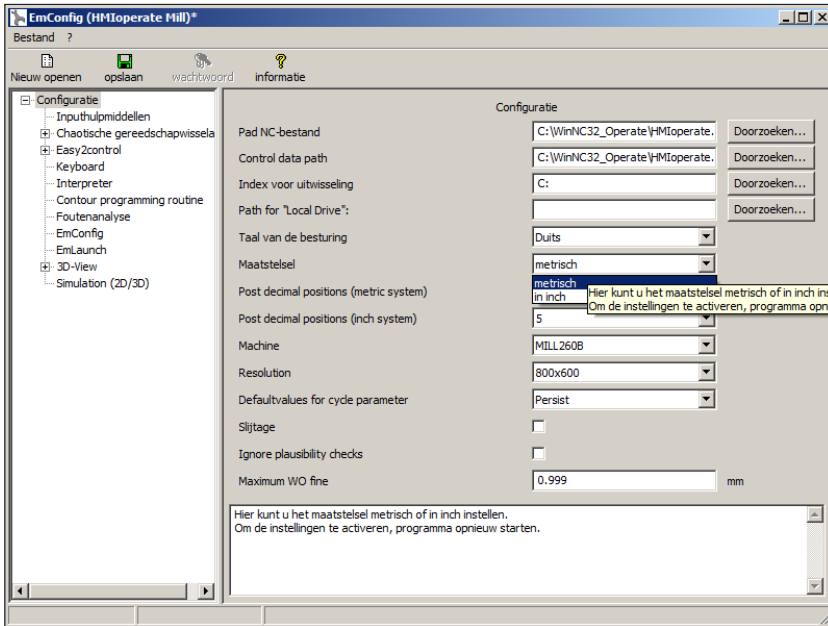 EmConfig (HMIoperate Mill)*
Bestand ?
Nieuw openen opslaan wachtwoord informatie
Configuratie
Inputhulpmiddellen
Chaotische gereedschapwissela
Easy2control
Keyboard
Interpreter
Contour programming routine
Foutenanalyse
EmConfig
EmLaunch
3D-View
Simulation (2D/3D)
Configuratie
Pad NC-bestand C:\WinNC32_Operate\HMIoperate. Doorzoeken...
Control data path C:\WinNC32_Operate\HMIoperate. Doorzoeken...
Index voor uitwisseling C: Doorzoeken...
Path for "Local Drive": Doorzoeken...
Taal van de besturing Duits
Maatstelsel metrisch
metrisch
Post decimal positions (metric system) in inch
Hier kunt u het maatstelsel metrisch of in inch ins
Om de instellingen te activeren, programma opn
Post decimal positions (inch system) 5
Machine MILL260B
Resolution 800x600
Defaultvalues for cycle parameter Persist
Slijtage
Ignore plausibility checks
Maximum WO fine 0.999 mm
Hier kunt u het maatstelsel metrisch of in inch instellen.
Om de instellingen te activeren, programma opnieuw starten.